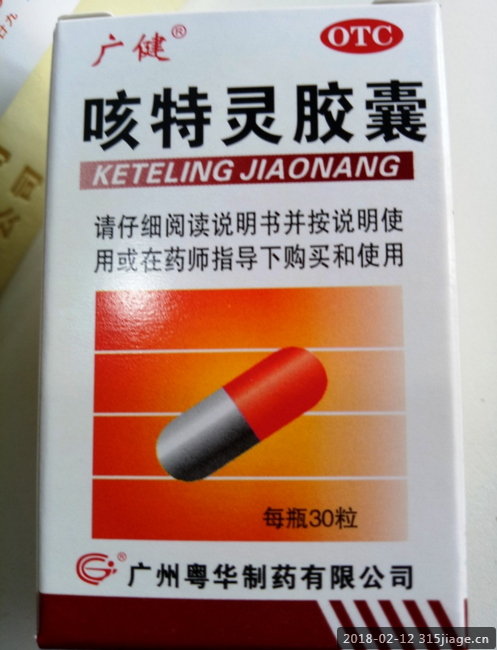 广健®
OTC
咳特灵胶囊
KETELING JIAONANG
请仔细阅读说明书并按说明使
用或在药师指导下购买和使用
每瓶30粒
®广州粤华制药有限公司
2018-02-12 315jiage.cn